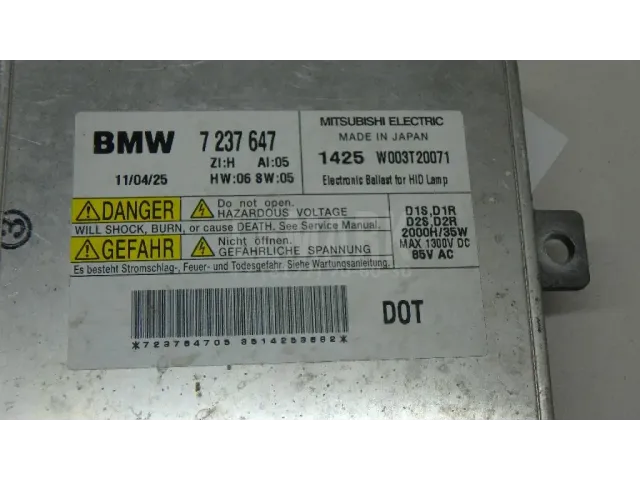 BMW 7 237 647
ZI:H AI:05
11/04/25 HW:06 SW:05
MITSUBISHI ELECTRIC
MADE IN JAPAN
1425 W003T20071
Electronic Ballast for HID Lamp
DANGER Do not open.
HAZARDOUS VOLTAGE
WILL SHOCK, BURN, or cause DEATH. See Service Manual.
GEFAHR Nicht öffnen.
GEFÄHRLICHE SPANNUNG
Es besteht Stromschlag-, Feuer- und Todesgefahr. Siehe Wartungsanleitung.
D1S,D1R
D2S,D2R
2000H/35W
MAX 1300V DC
85V AC
DOT
3